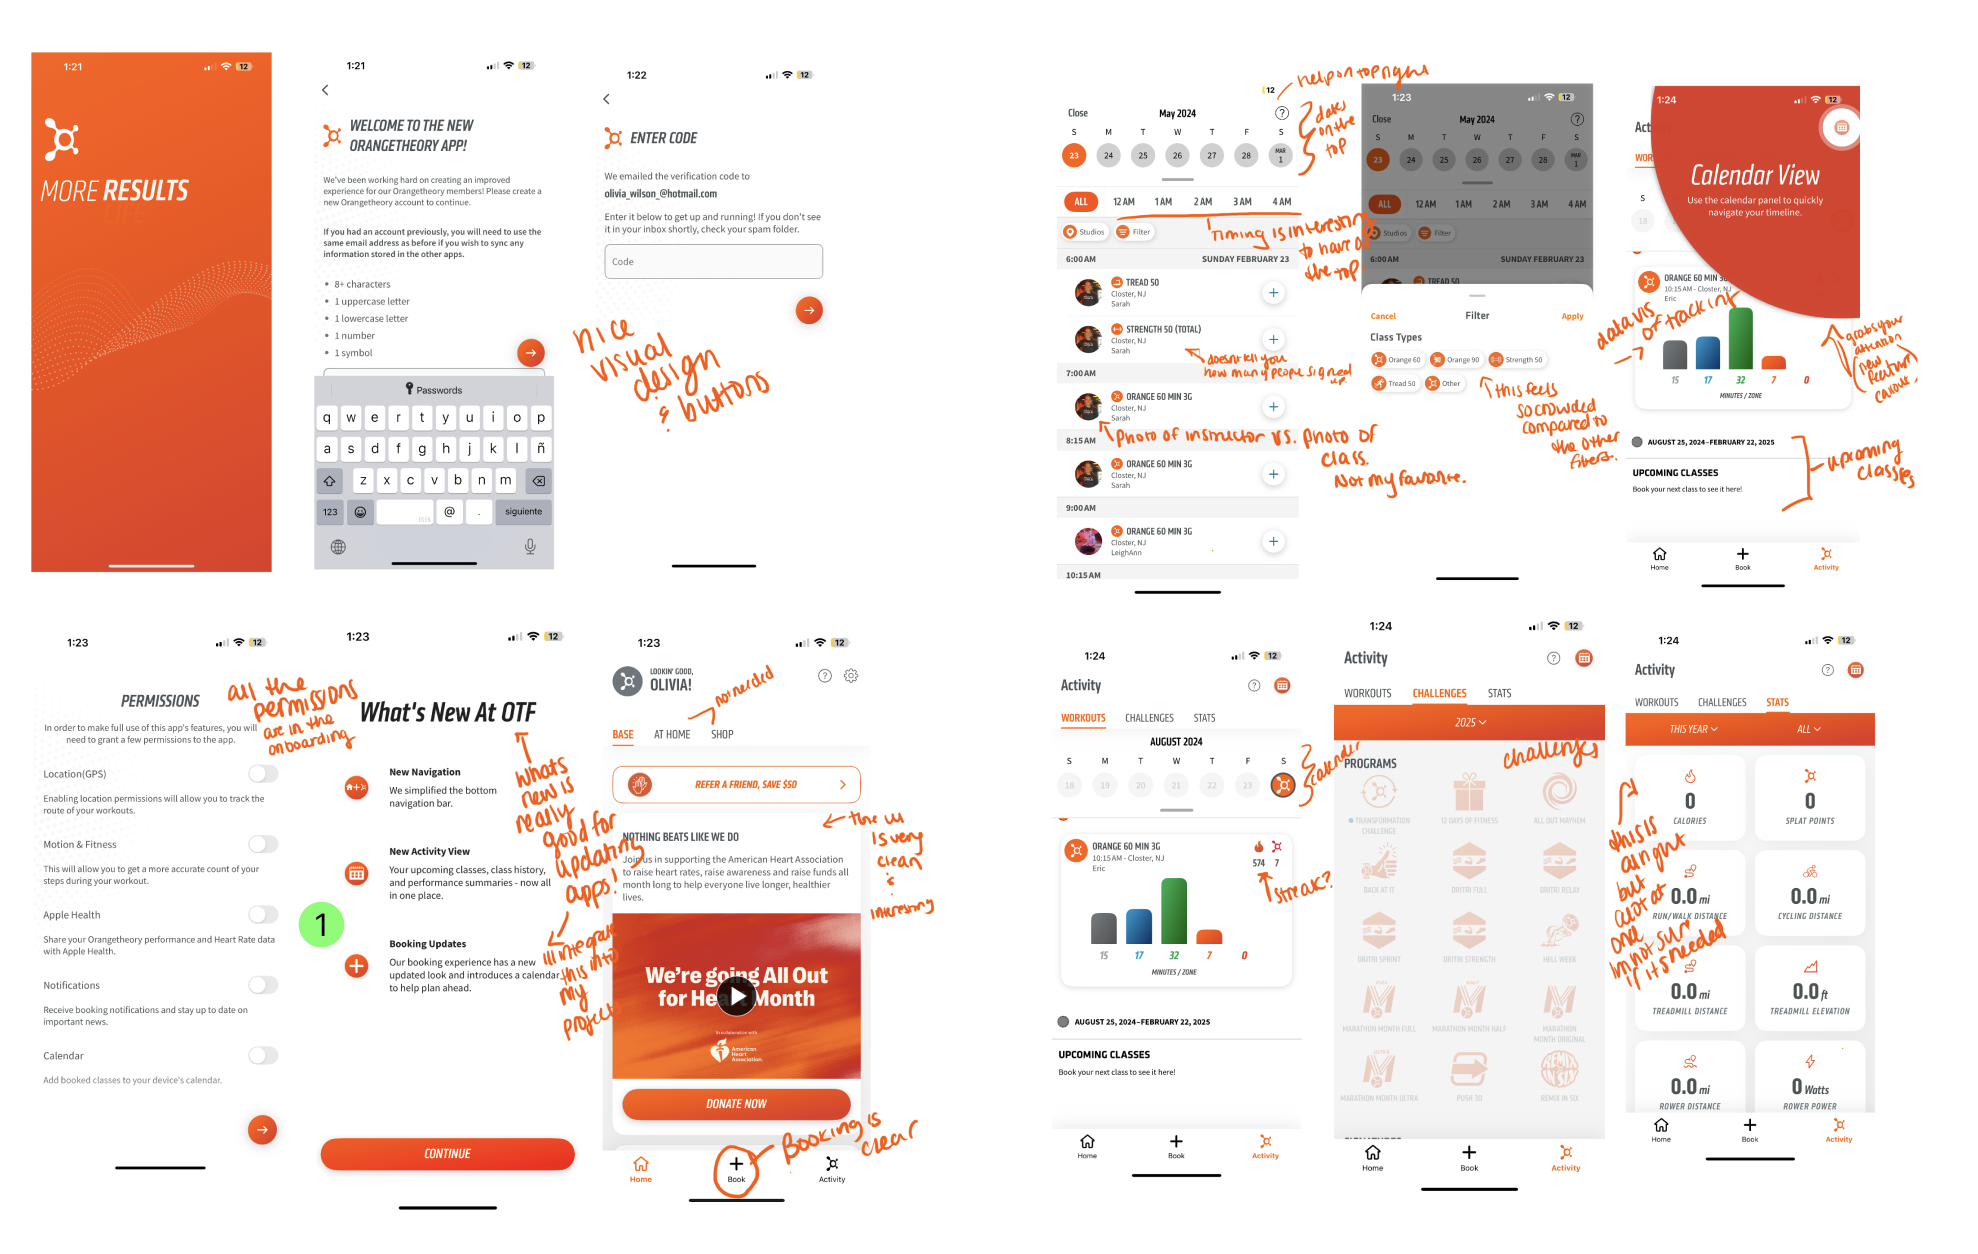 1:21
12
MORE RESULTS
LIFE
1:21
12
WELCOME TO THE NEW
ORANGETHEORY APP!
We've been working hard on creating an improved
experience for our Orangetheory members! Please create a
new Orangetheory account to continue.
If you had an account previously, you will need to use the
same email address as before if you wish to sync any
information stored in the other apps.
8+ characters
1 uppercase letter
1 lowercase letter
1 number
1 symbol
Passwords
q w e r t y u i o p
a s d f g h j k l ñ
z x c v b n m
123
ES EN
@ .
siguiente
1:22
12
ENTER CODE
We emailed the verification code to
olivia_wilson_@hotmail.com
Enter it below to get up and running! If you don't see
it in your inbox shortly, check your spam folder.
Code
nice
visual
design
& buttons
12
help on top right
Close
May 2024
?
S M T W T F S
23 24 25 26 27 28 MAR 1
dates
on the
top
ALL 12 AM 1 AM 2 AM 3 AM 4 AM
Studios
Filter
Timing is interesting
to have at
the top.
6:00 AM
SUNDAY FEBRUARY 23
TREAD 50
Closter, NJ
Sarah
STRENGTH 50 (TOTAL)
Closter, NJ
Sarah
doesnt tell you
how many people signed
up.
7:00 AM
ORANGE 60 MIN 3G
Closter, NJ
Sarah
Photo of instructor vs. photo of
class.
Not my favorite.
8:15 AM
ORANGE 60 MIN 3G
Closter, NJ
Sarah
9:00 AM
ORANGE 60 MIN 3G
Closter, NJ
LeighAnn
10:15 AM
1:23
12
Close
May 2024
?
S M T W T F S
23 24 25 26 27 28 MAR 1
ALL 12 AM 1 AM 2 AM 3 AM 4 AM
Studios
Filter
6:00 AM
SUNDAY FEBRUARY 23
TREAD 50
Cancel
Filter
Apply
Class Types
Orange 60
Orange 90
Strength 50
Tread 50
Other
this feels
so crowded
compared to
the other
filters.
1:24
12
Act
WOR
S
18
Calendar View
Use the calendar panel to quickly
navigate your timeline.
ORANGE 60 MIN 3G
10:15 AM - Closter, NJ
Eric
data vis
of tracking
grabs your
attention
new
feature
callout
15 17 32 7 0
MINUTES / ZONE
AUGUST 25, 2024–FEBRUARY 22, 2025
UPCOMING CLASSES
Book your next class to see it here!
upcoming
classes
Home
Book
Activity
1:23
12
PERMISSIONS
all the
permissions
are in the
onboarding
In order to make full use of this app's features, you will
need to grant a few permissions to the app.
Location(GPS)
Enabling location permissions will allow you to track the
route of your workouts.
Motion & Fitness
This will allow you to get a more accurate count of your
steps during your workout.
Apple Health
Share your Orangetheory performance and Heart Rate data
with Apple Health.
Notifications
Receive booking notifications and stay up to date on
important news.
Calendar
Add booked classes to your device's calendar.
1
1:23
12
What's New At OTF
New Navigation
We simplified the bottom
navigation bar.
New Activity View
Your upcoming classes, class history,
and performance summaries - now all
in one place.
Booking Updates
Our booking experience has a new
updated look and introduces a calendar
to help plan ahead.
CONTINUE
whats
new is
really
good for
updating
apps!
I'll integrate
this into
my
projects
1:23
12
LOOKIN' GOOD,
OLIVIA!
?
not needed
BASE AT HOME SHOP
REFER A FRIEND, SAVE $50
NOTHING BEATS LIKE WE DO
Join us in supporting the American Heart Association
to raise heart rates, raise awareness and raise funds all
month long to help everyone live longer, healthier
lives.
is very
clean
&
interesting
We're going All Out
for Heart Month
In collaboration with
American
Heart
Association.
DONATE NOW
Booking is
clear
Home
Book
Activity
1:24
12
Activity
?
WORKOUTS CHALLENGES STATS
AUGUST 2024
S M T W T F S
18 19 20 21 22 23
calendar
ORANGE 60 MIN 3G
10:15 AM - Closter, NJ
Eric
574 7
streak?
15 17 32 7 0
MINUTES / ZONE
AUGUST 25, 2024–FEBRUARY 22, 2025
UPCOMING CLASSES
Book your next class to see it here!
Home
Book
Activity
1:24
12
Activity
?
WORKOUTS CHALLENGES STATS
2025
challenges
PROGRAMS
TRANSFORMATION
CHALLENGE
12 DAYS OF FITNESS
ALL OUT MAYHEM
BACK AT IT
DRITRI FULL
DRITRI RELAY
DRITRI SPRINT
DRITRI STRENGTH
HELL WEEK
MARATHON MONTH FULL
MARATHON MONTH HALF
MARATHON
MONTH ORIGINAL
MARATHON MONTH ULTRA
PUSH 30
REMIX IN SIX
Home
Book
Activity
1:24
12
Activity
?
WORKOUTS CHALLENGES STATS
THIS YEAR
ALL
0
CALORIES
0
SPLAT POINTS
0.0 mi
RUN/WALK DISTANCE
0.0 mi
CYCLING DISTANCE
0.0 mi
TREADMILL DISTANCE
0.0 ft
TREADMILL ELEVATION
0.0 mi
ROWER DISTANCE
0 Watts
ROWER POWER
this is
alright
but
a lot at
one
im not sure
if its needed
Home
Book
Activity